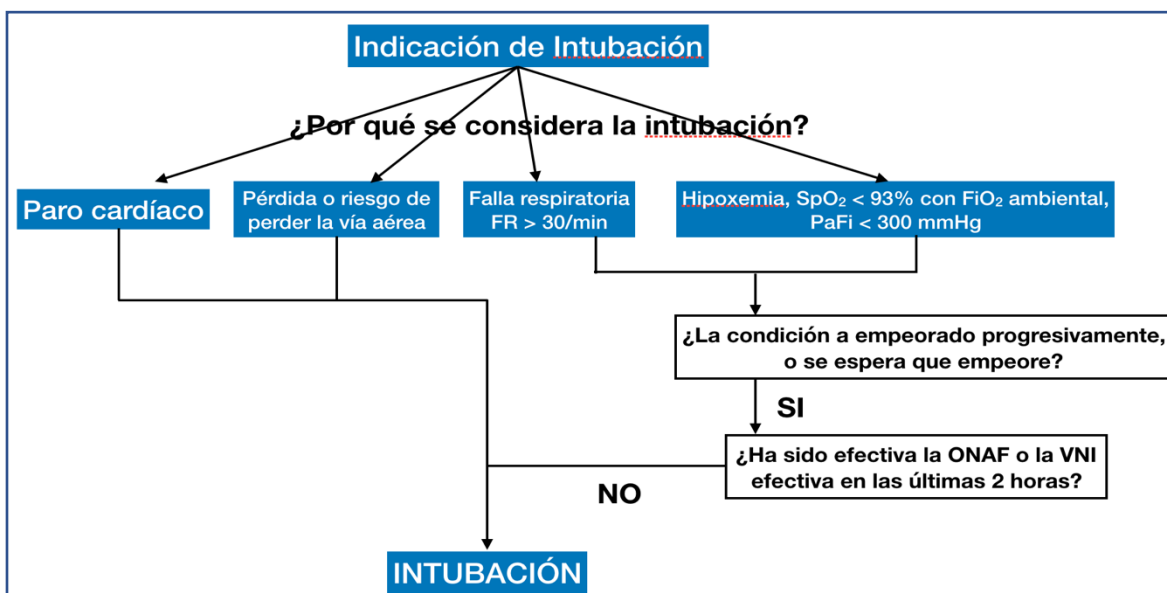 Indicación de Intubación
¿Por qué se considera la intubación?
Paro cardíaco
Pérdida o riesgo de
perder la vía aérea
Falla respiratoria
FR > 30/min
Hipoxemia, SpO₂ < 93% con FiO₂ ambiental,
PaFi < 300 mmHg
¿La condición a empeorado progresivamente,
o se espera que empeore?
SI
¿Ha sido efectiva la ONAF o la VNI
efectiva en las últimas 2 horas?
NO
INTUBACIÓN